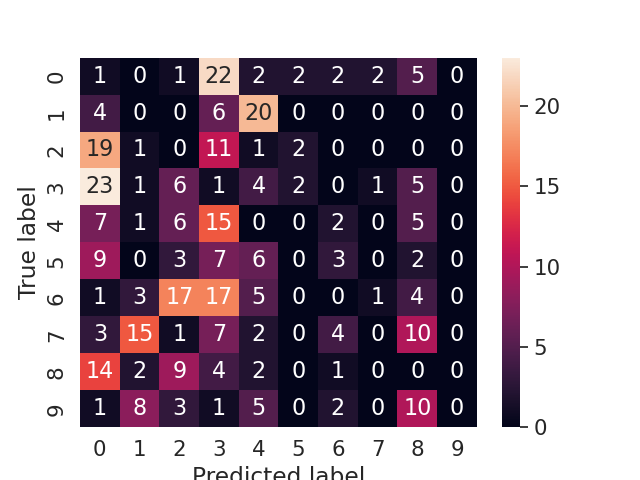 0 1 0 1 22 2 2 2 2 5 0
1 4 0 0 6 20 0 0 0 0 0
2 19 1 0 11 1 2 0 0 0 0
3 23 1 6 1 4 2 0 1 5 0
4 7 1 6 15 0 0 2 0 5 0
5 9 0 3 7 6 0 3 0 2 0
6 1 3 17 17 5 0 0 1 4 0
7 3 15 1 7 2 0 4 0 10 0
8 14 2 9 4 2 0 1 0 0 0
9 1 8 3 1 5 0 2 0 10 0
0 1 2 3 4 5 6 7 8 9
True label
Predicted label
20
15
10
5
0